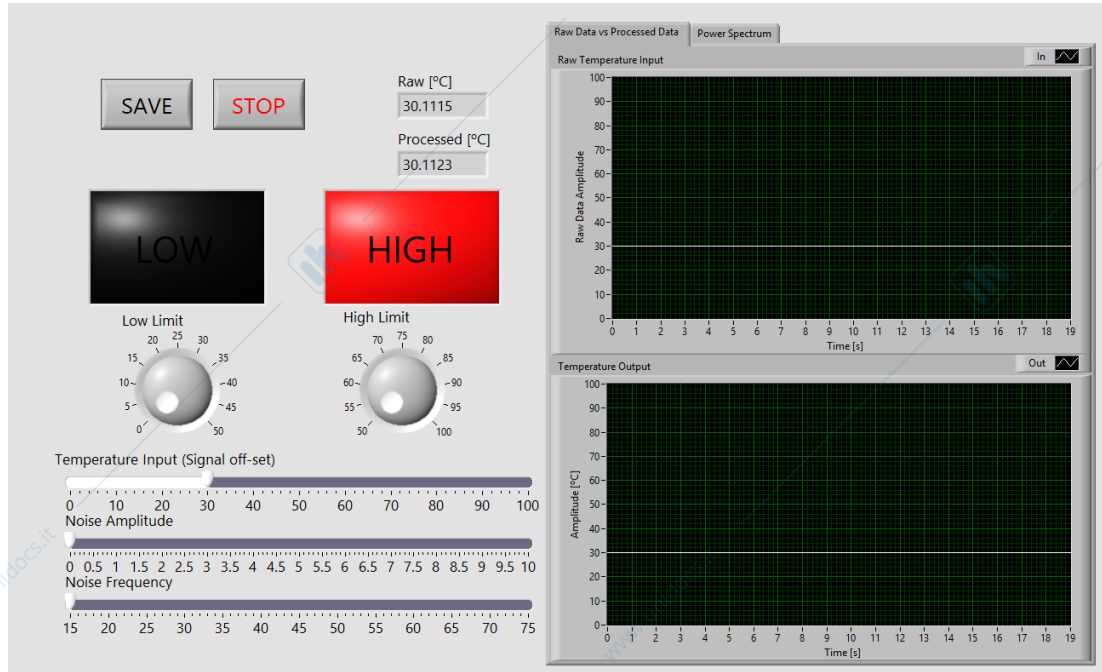 SAVE
STOP
Raw [ºC]
30.1115
Processed [ºC]
30.1123
LOW
HIGH
Low Limit
0 5 10 15 20 25 30 35 40 45 50
High Limit
50 55 60 65 70 75 80 85 90 95 100
Temperature Input (Signal off-set)
0 10 20 30 40 50 60 70 80 90 100
Noise Amplitude
0 0.5 1 1.5 2 2.5 3 3.5 4 4.5 5 5.5 6 6.5 7 7.5 8 8.5 9 9.5 10
Noise Frequency
15 20 25 30 35 40 45 50 55 60 65 70 75
Raw Data vs Processed Data
Power Spectrum
Raw Temperature Input
In
Raw Data Amplitude
100
90
80
70
60
50
40
30
20
10
0
0 1 2 3 4 5 6 7 8 9 10 11 12 13 14 15 16 17 18 19
Time [s]
Temperature Output
Out
Amplitude [ºC]
100
90
80
70
60
50
40
30
20
10
0
0 1 2 3 4 5 6 7 8 9 10 11 12 13 14 15 16 17 18 19
Time [s]